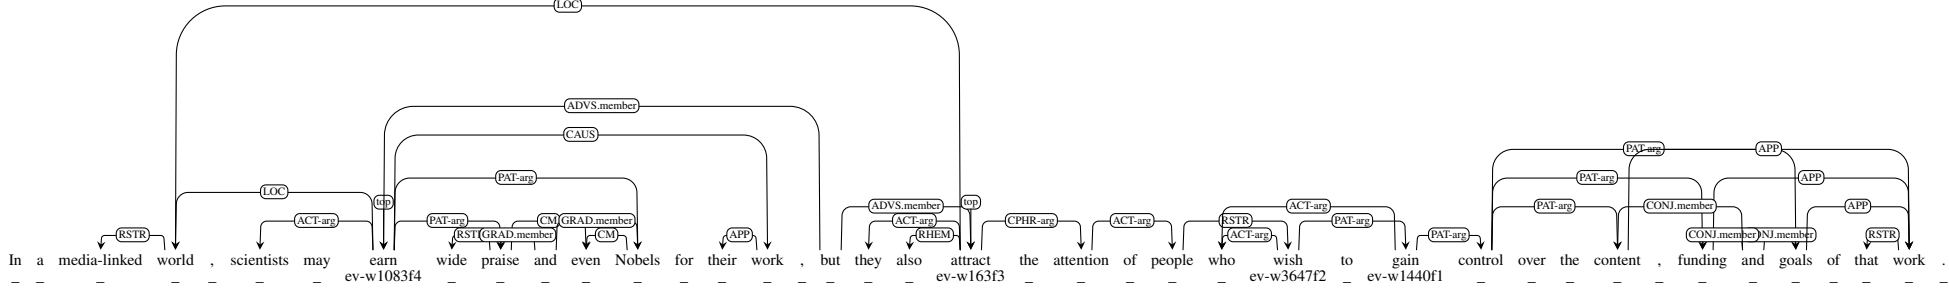 LOC
ADVS.member
CAUS
PAT-arg APP
PAT-arg PAT-arg APP
LOC top
ADVS.member top ACT-arg PAT-arg CONJ.member APP
ACT-arg PAT-arg CM GRAD.member ACT-arg CPHR-arg ACT-arg RSTR PAT-arg
RSTR GRAD.member CM APP RHEM ACT-arg PAT-arg CONJ.member RSTR
In a media-linked world , scientists may earn wide praise and even Nobels for their work , but they also attract the attention of people who wish to gain control over the content , funding and goals of that work .
_ _ _ _ _ _ _ ev-w1083f4 _ _ _ _ _ _ _ _ _ _ _ _ ev-w163f3 _ _ _ _ _ ev-w3647f2 _ ev-w1440f1 _ _ _ _ _ _ _ _ _ _ _ _